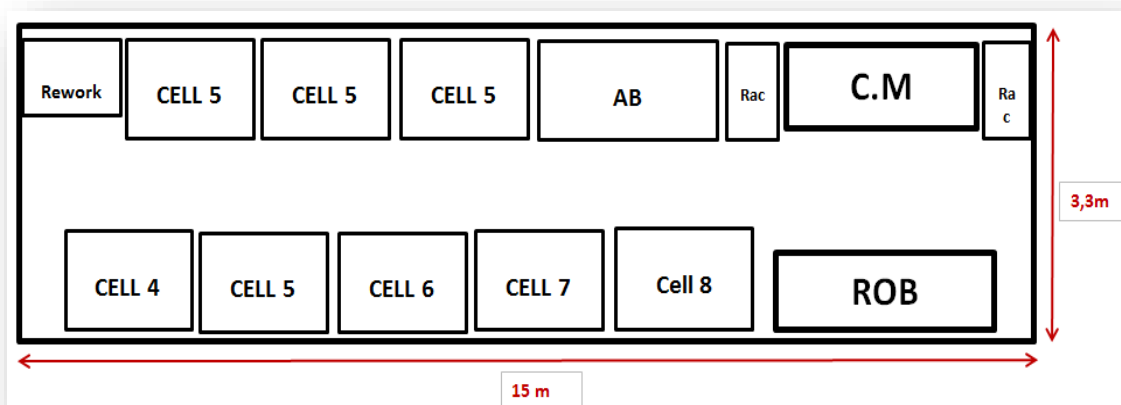 Rework
CELL 5
CELL 5
CELL 5
AB
Rac
C.M
Ra
c
3,3m
CELL 4
CELL 5
CELL 6
CELL 7
Cell 8
ROB
15 m